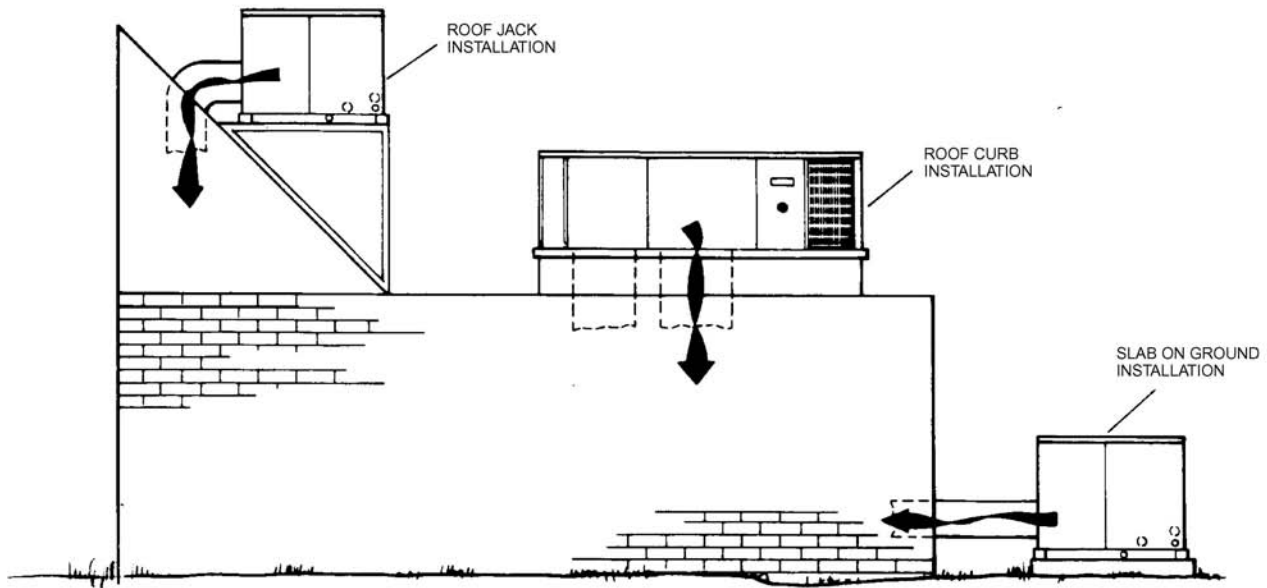 ROOF JACK
INSTALLATION
ROOF CURB
INSTALLATION
SLAB ON GROUND
INSTALLATION